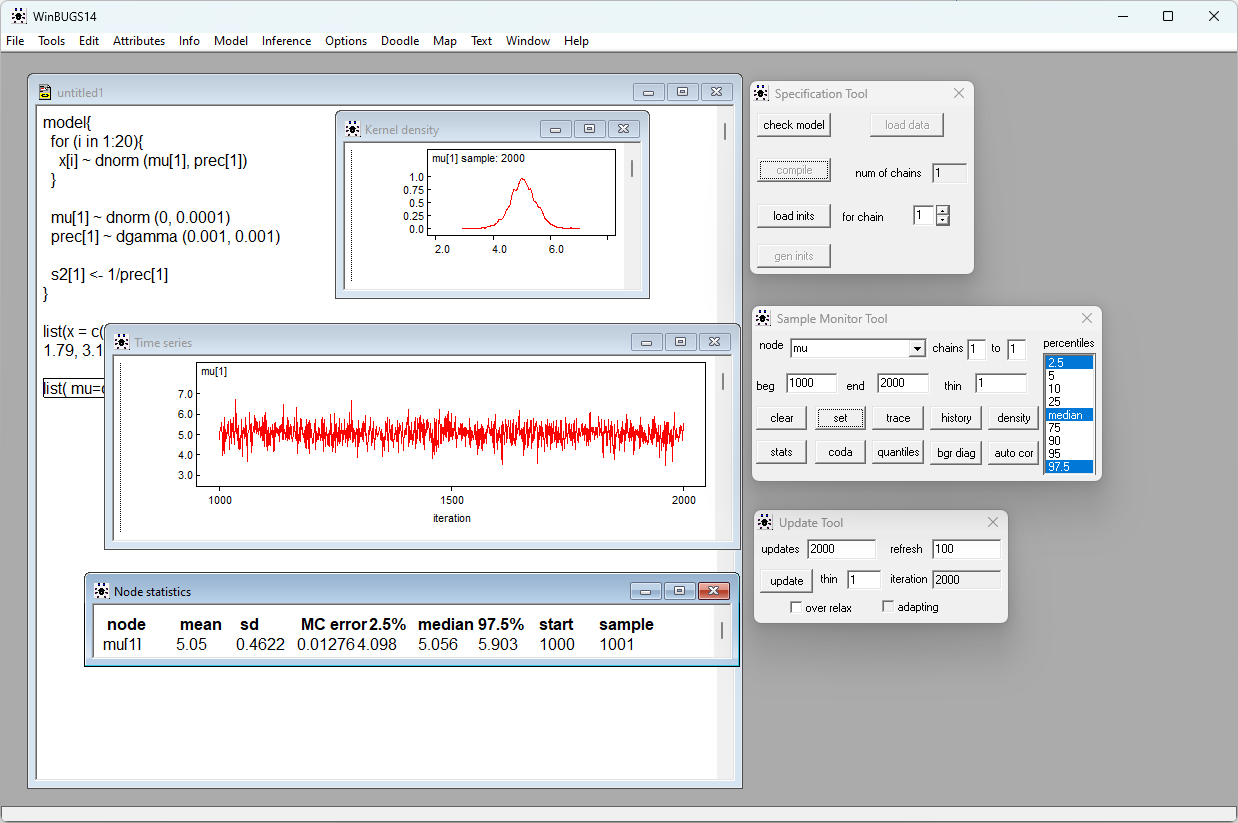 WinBUGS14
File Tools Edit Attributes Info Model Inference Options Doodle Map Text Window Help
untitled1
model{
for (i in 1:20){
x[i] ~ dnorm (mu[1], prec[1])
}
mu[1] ~ dnorm (0, 0.0001)
prec[1] ~ dgamma (0.001, 0.001)
s2[1] <- 1/prec[1]
}
list(x = c(
1.79, 3.1
list( mu=c
Kernel density
mu[1] sample: 2000
1.0
0.75
0.5
0.25
0.0
2.0 4.0 6.0
Time series
mu[1]
7.0
6.0
5.0
4.0
3.0
1000 1500 2000
iteration
Node statistics
node mean sd MC error 2.5% median 97.5% start sample
mu[1] 5.05 0.4622 0.01276 4.098 5.056 5.903 1000 1001
Specification Tool
check model load data
compile num of chains 1
load inits for chain 1
gen inits
Sample Monitor Tool
node mu chains 1 to 1 percentiles
beg 1000 end 2000 thin 1
clear set trace history density
stats coda quantiles bgr diag auto cor
2.5
5
10
25
median
75
90
95
97.5
Update Tool
updates 2000 refresh 100
update thin 1 iteration 2000
over relax adapting